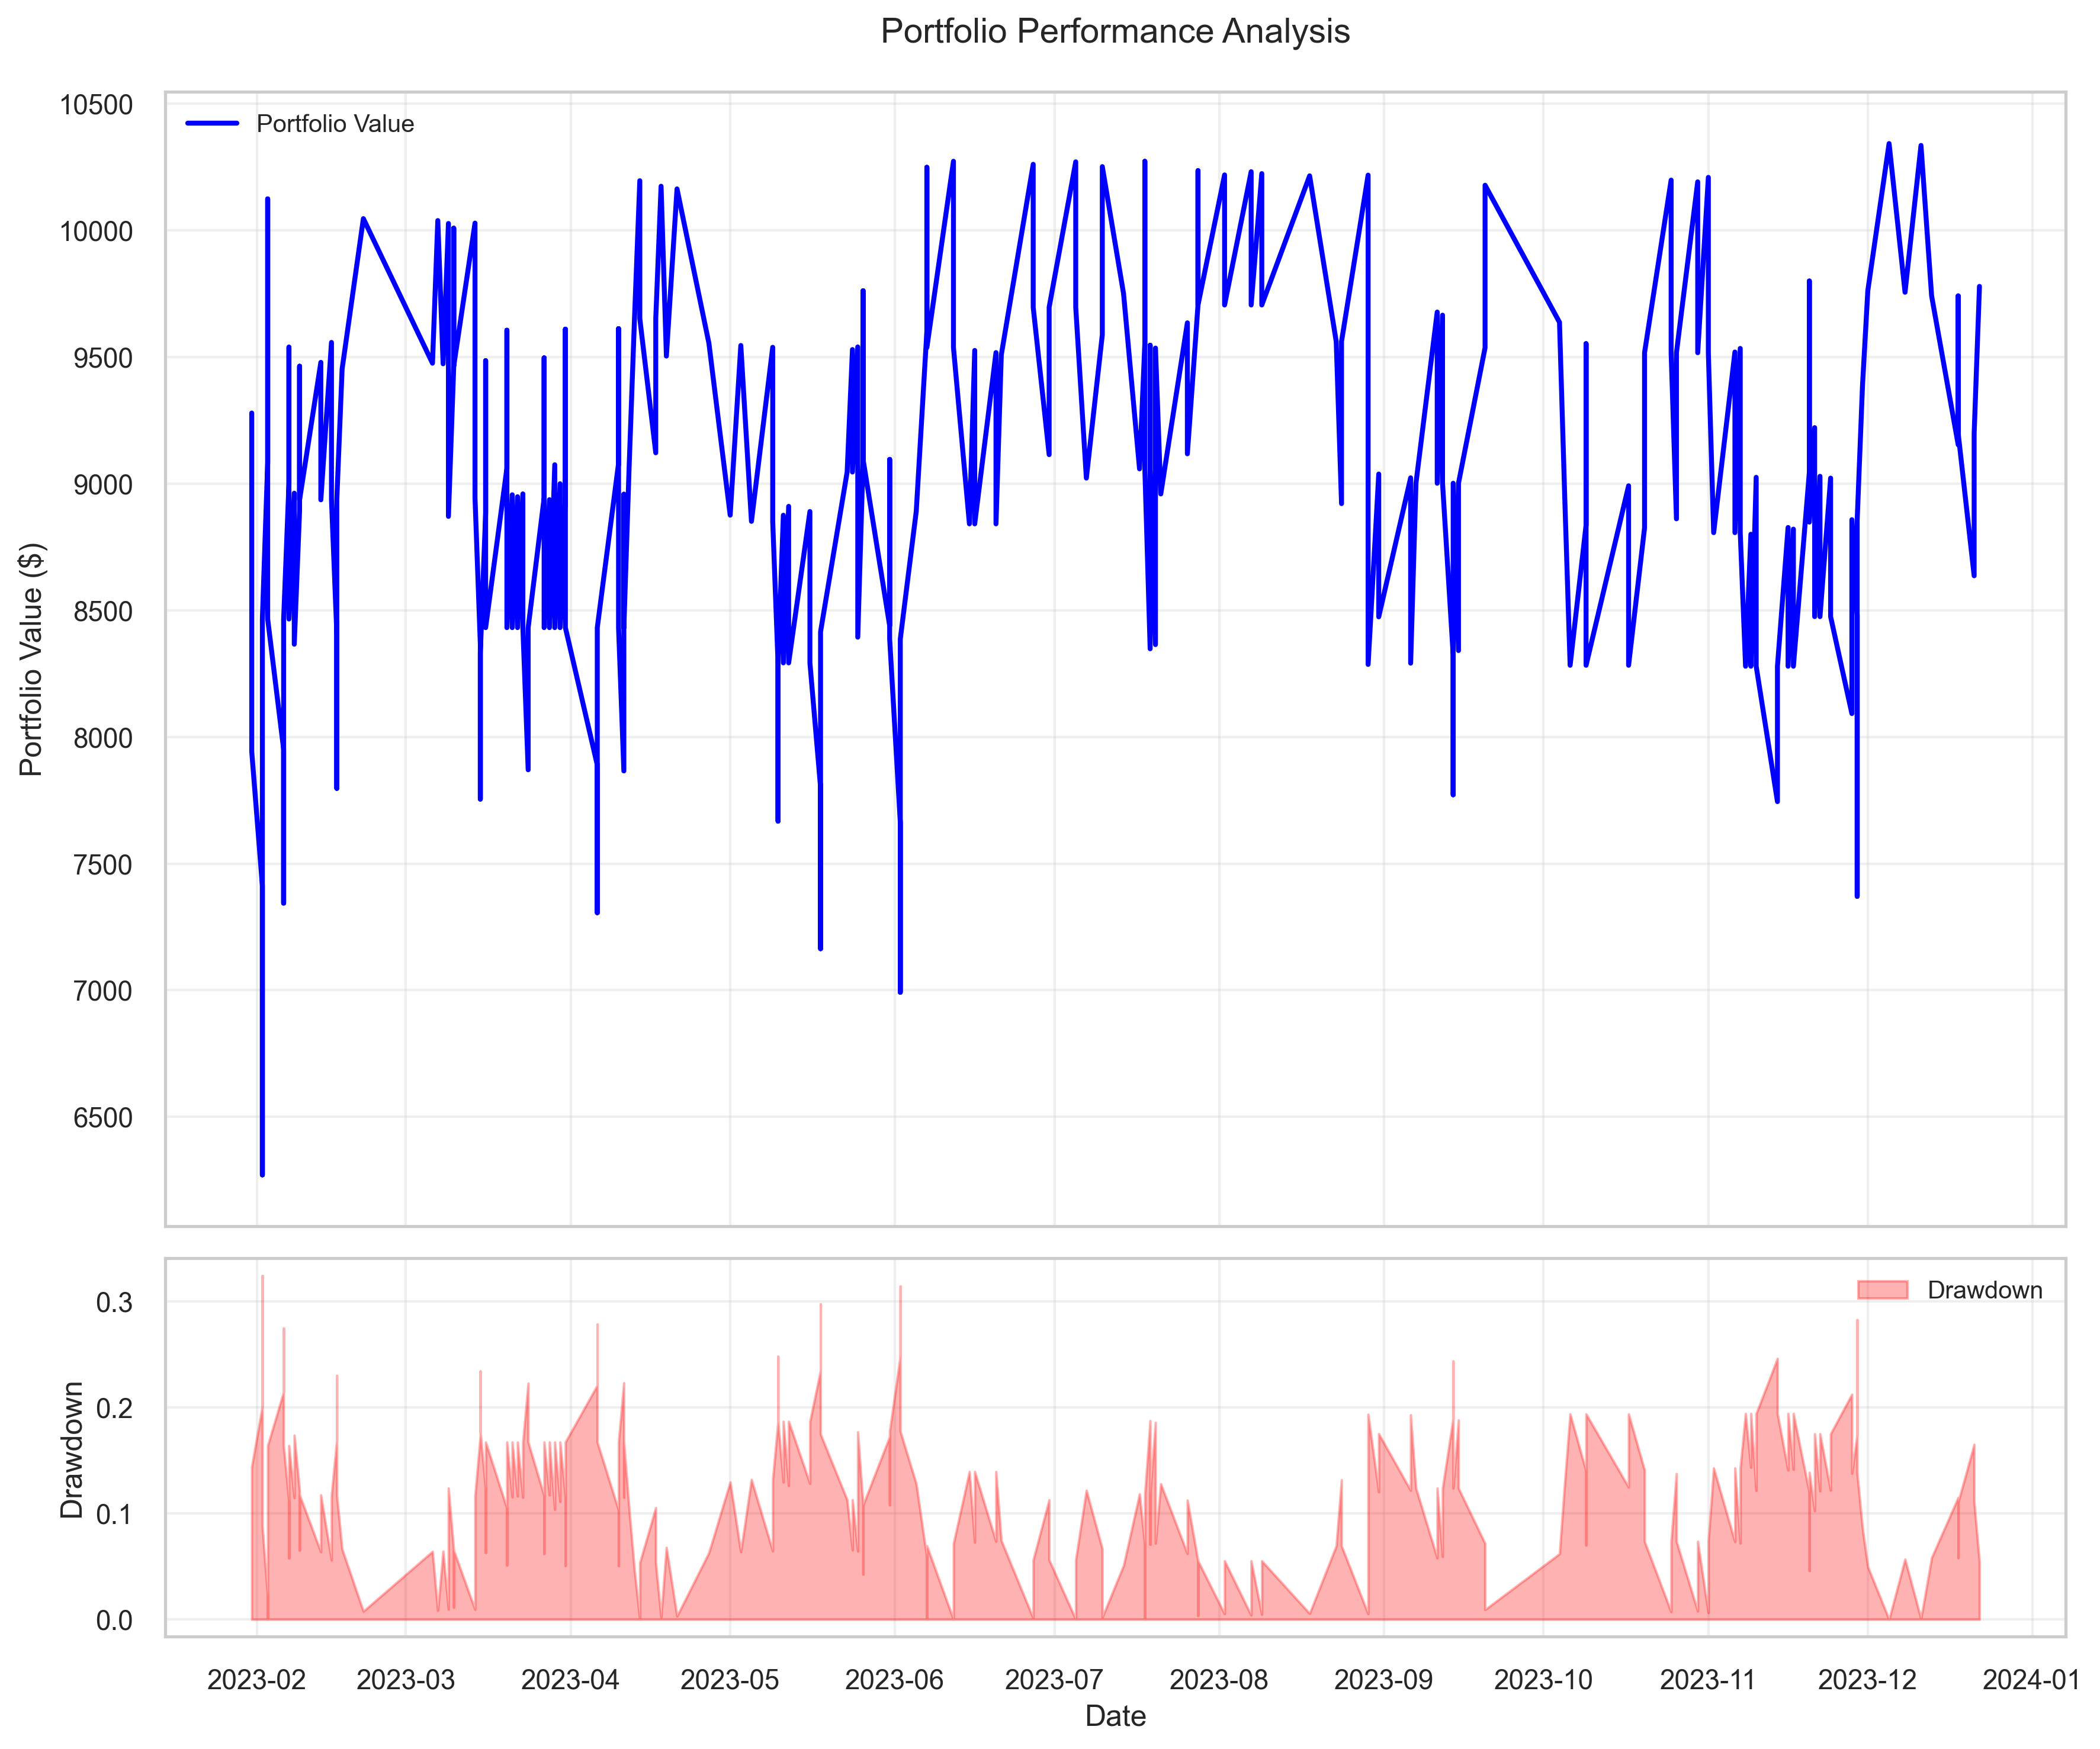 Portfolio Performance Analysis
Portfolio Value
Portfolio Value ($)
10500
10000
9500
9000
8500
8000
7500
7000
6500
Drawdown
Drawdown
0.3
0.2
0.1
0.0
2023-02 2023-03 2023-04 2023-05 2023-06 2023-07 2023-08 2023-09 2023-10 2023-11 2023-12 2024-01
Date